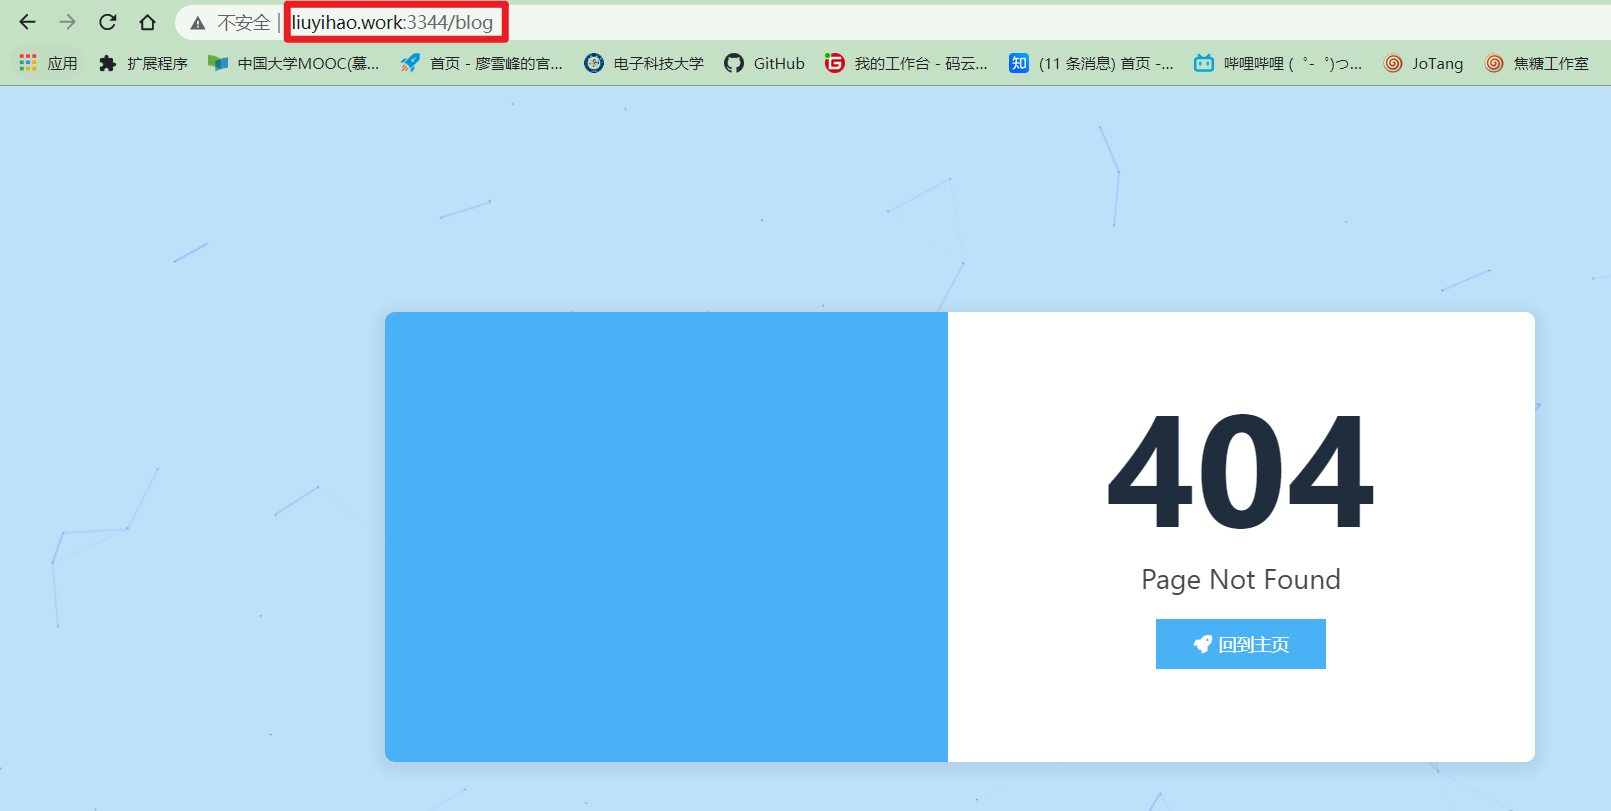 不安全 | liuyihao.work:3344/blog
应用 扩展程序 中国大学MOOC(慕... 首页 - 廖雪峰的官... 电子科技大学 GitHub 我的工作台 - 码云... 知 (11 条消息) 首页 -... 哔哩哔哩 ( ゜- ゜)つ... JoTang 焦糖工作室
404
Page Not Found
回到主页